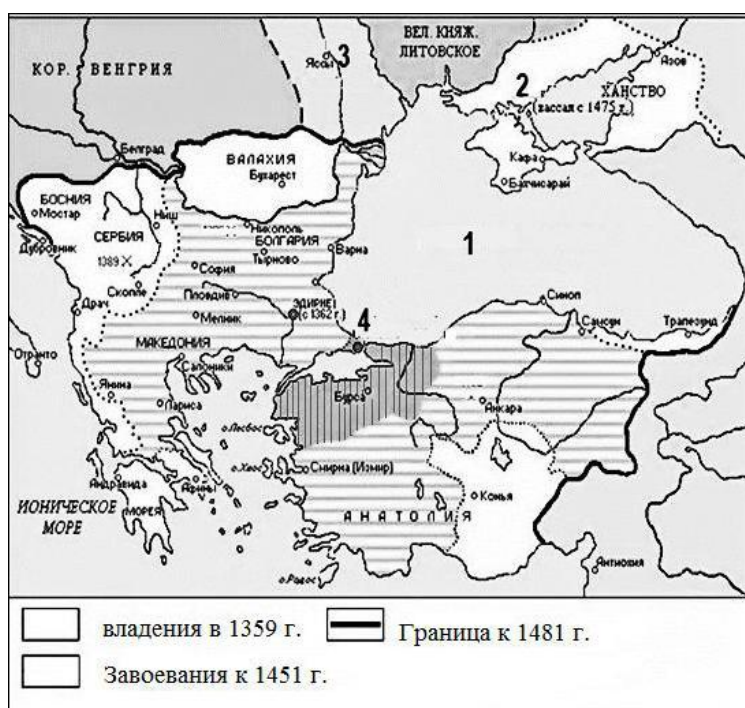 ВЕЛ. КНЯЖ.
ЛИТОВСКОЕ
КОР. ВЕНГРИЯ
Яссы
3
Азов
2
ХАНСТВО
(вассал с 1475 г.)
Белград
ВАЛАХИЯ
Бухарест
Кафа
Бахчисарай
БОСНИЯ
Мостар
Ниш
Никополь
БОЛГАРИЯ
Тырново
Варна
1
Дубровник
СЕРБИЯ
1389 X
София
Скопле
Пловдив
ЭДИРНЕ
(с 1362 г.)
4
Синоп
Самсун
Трапезунд
Драч
Мелник
МАКЕДОНИЯ
Салоники
Отранто
Янина
Лариса
Бурса
Анкара
о.Лесбос
о.Хиос
Смирна (Измир)
Андравида
Афины
Конья
ИОНИЧЕСКОЕ
МОРЕ
МОРЕЯ
АНАТОЛИЯ
о.Родос
Антиохия
владения в 1359 г.
Граница к 1481 г.
Завоевания к 1451 г.